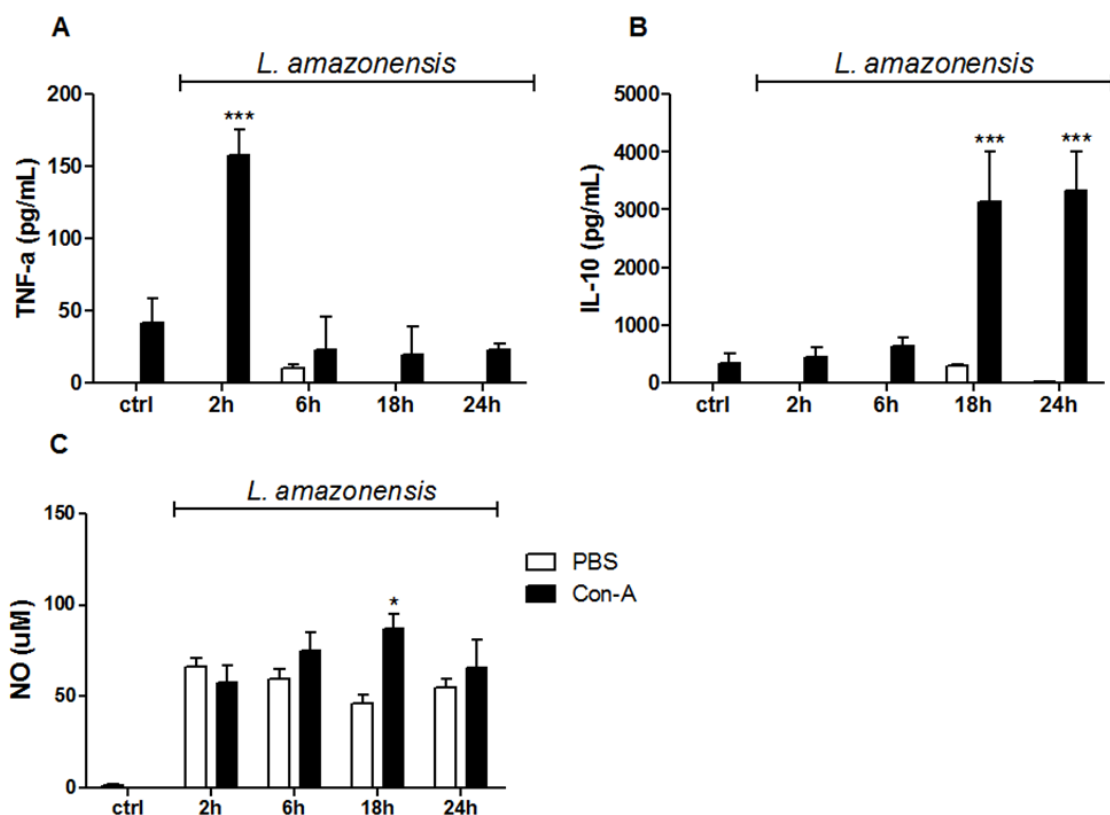 A
L. amazonensis
TNF-a (pg/mL)
200
150
100
50
0
***
ctrl 2h 6h 18h 24h
B
L. amazonensis
IL-10 (pg/mL)
5000
4000
3000
2000
1000
0
*** ***
ctrl 2h 6h 18h 24h
C
L. amazonensis
NO (uM)
150
100
50
0
*
ctrl 2h 6h 18h 24h
PBS
Con-A